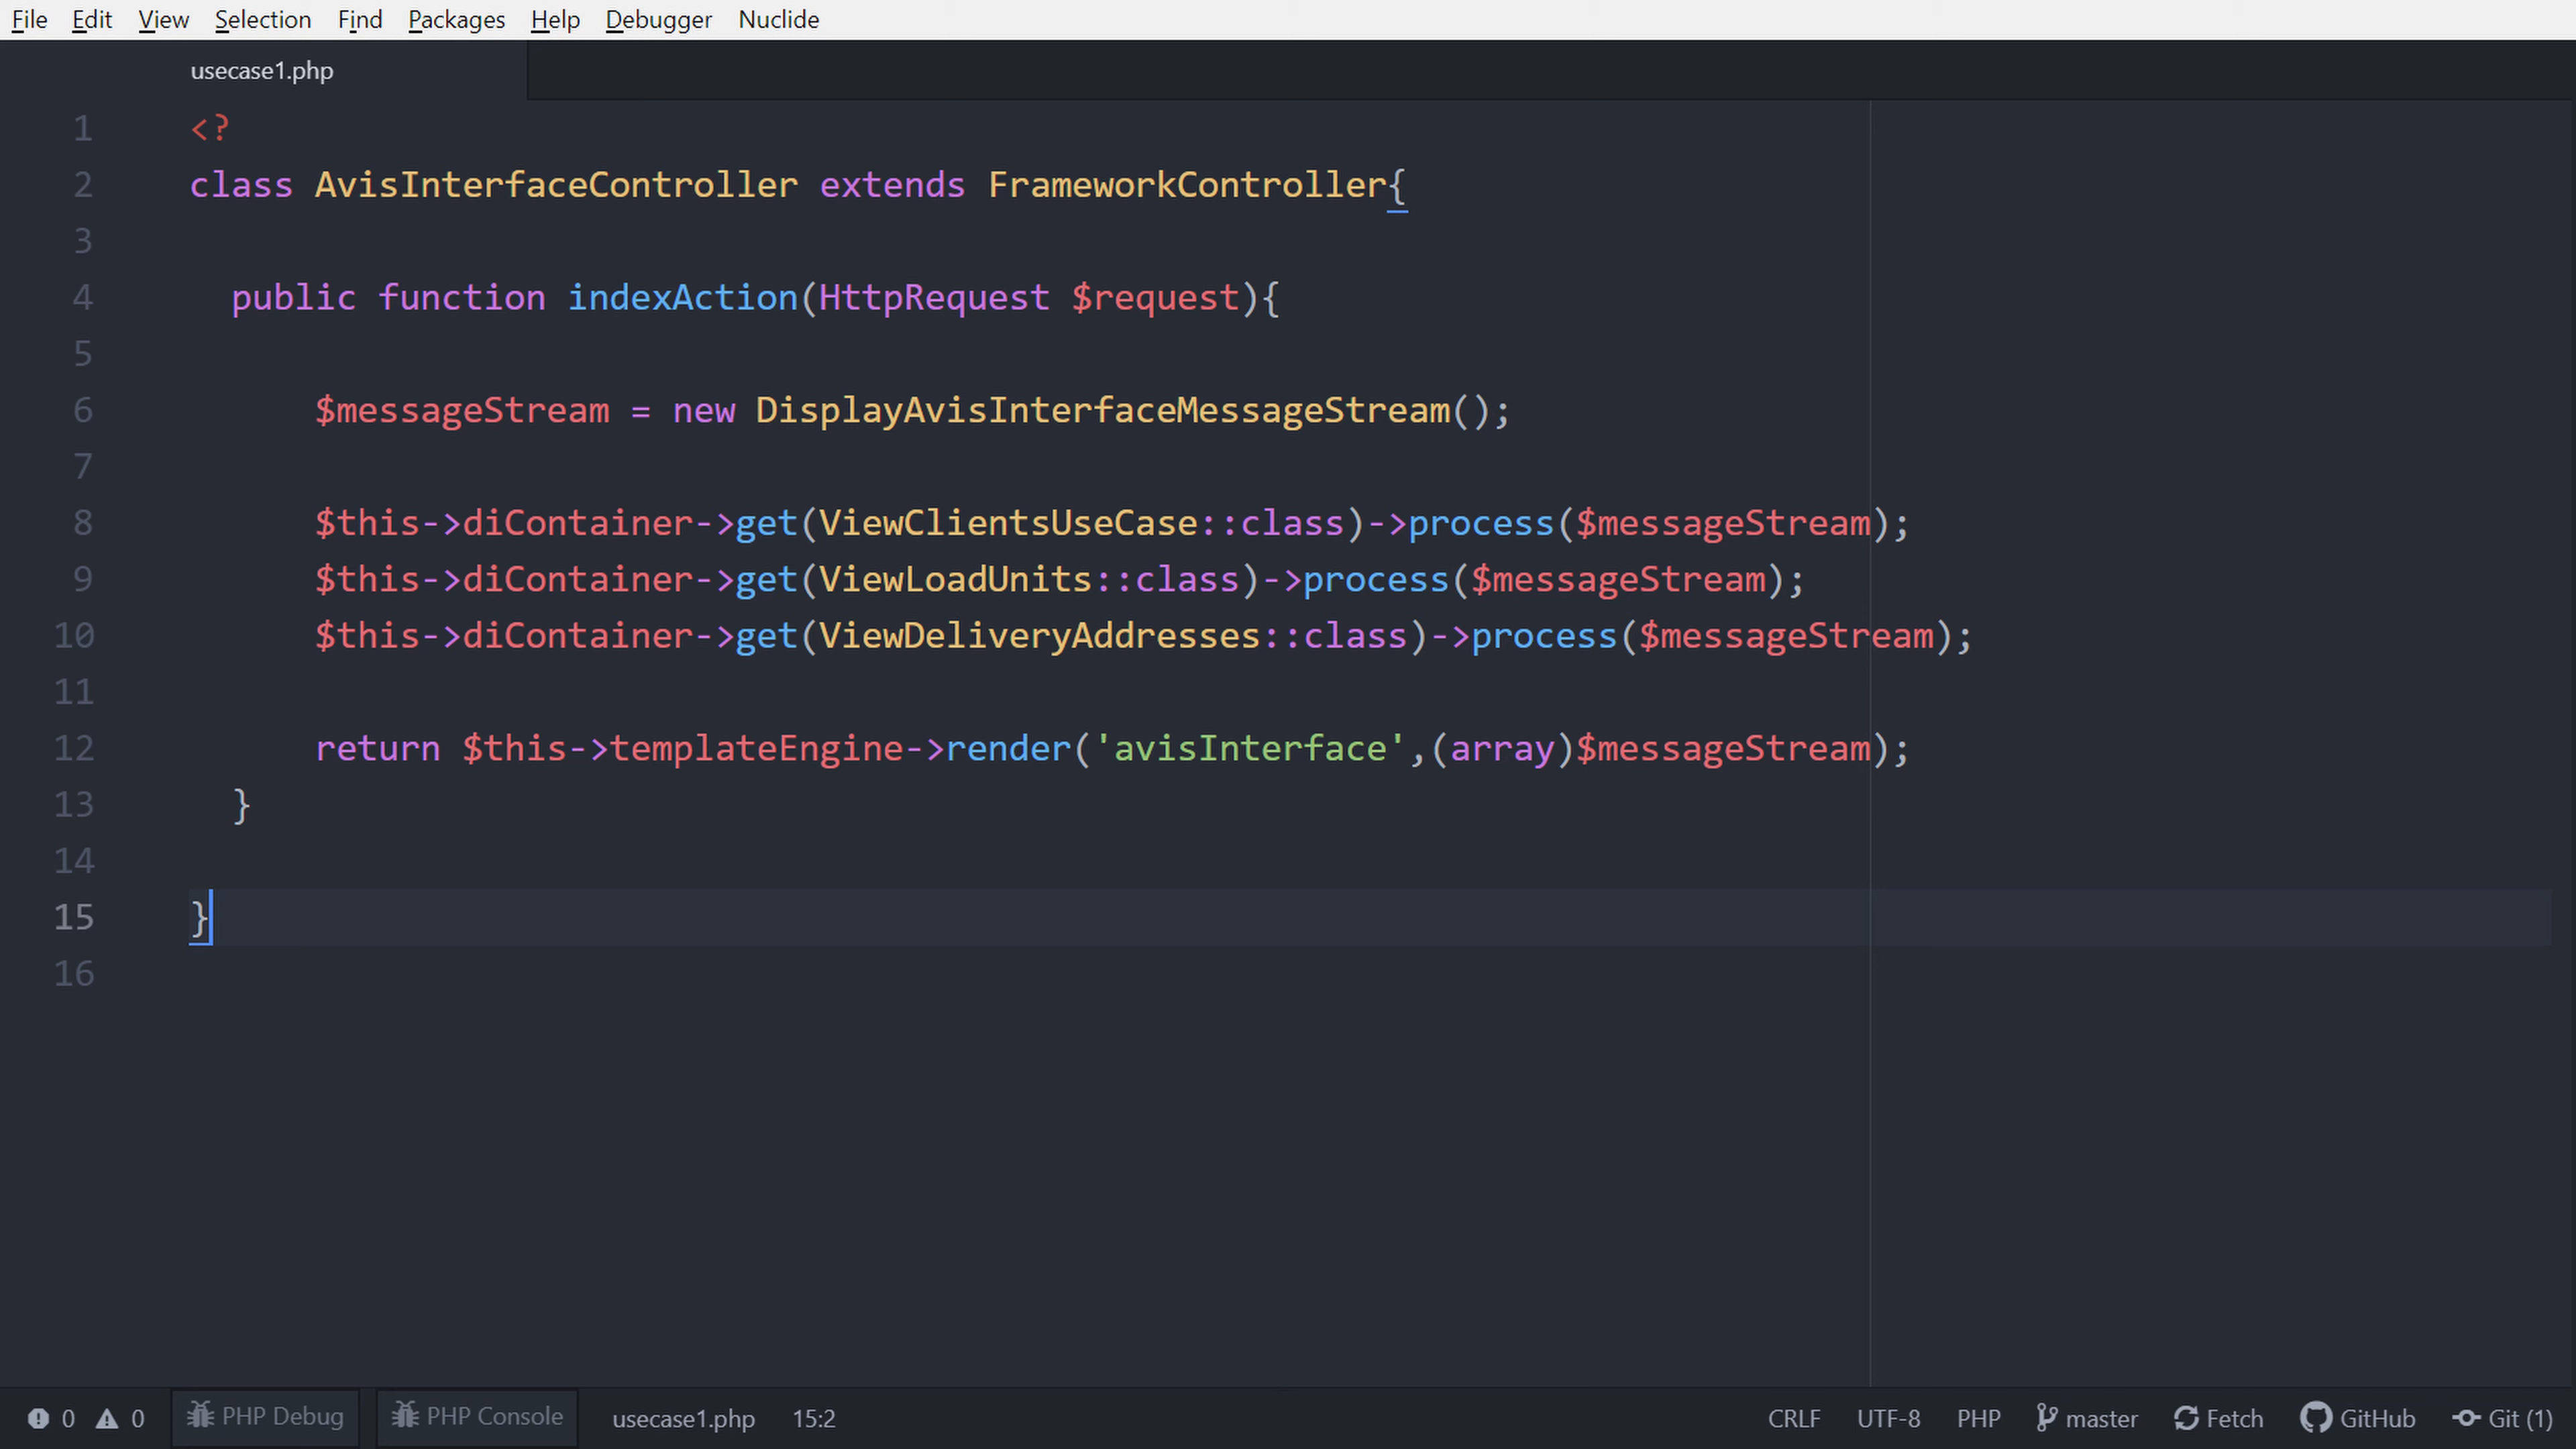 File Edit View Selection Find Packages Help Debugger Nuclide
usecase1.php
1 <?
2 class AvisInterfaceController extends FrameworkController{
3
4 public function indexAction(HttpRequest $request){
5
6 $messageStream = new DisplayAvisInterfaceMessageStream();
7
8 $this->diContainer->get(ViewClientsUseCase::class)->process($messageStream);
9 $this->diContainer->get(ViewLoadUnits::class)->process($messageStream);
10 $this->diContainer->get(ViewDeliveryAddresses::class)->process($messageStream);
11
12 return $this->templateEngine->render('avisInterface',(array)$messageStream);
13 }
14
15 }
16
0 0 PHP Debug PHP Console usecase1.php 15:2 CRLF UTF-8 PHP master Fetch GitHub Git (1)